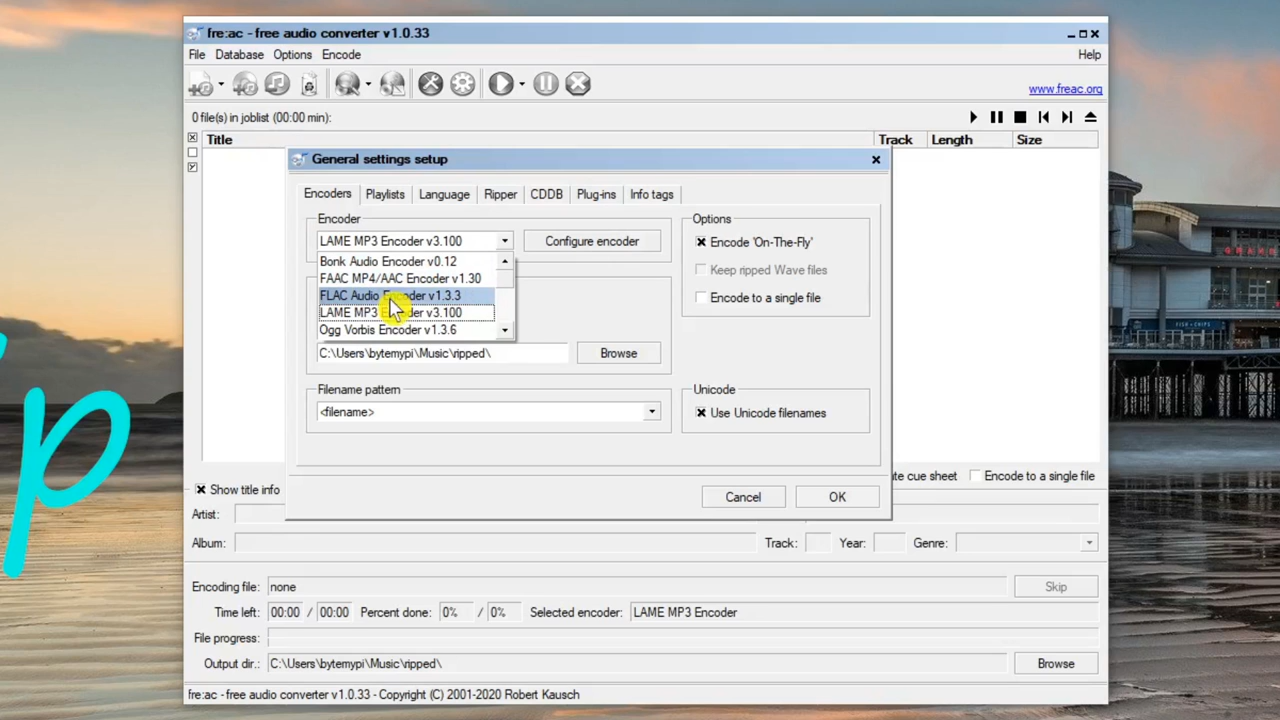 fre:ac - free audio converter v1.0.33
File Database Options Encode Help
www.freac.org
0 file(s) in joblist (00:00 min):
Title Track Length Size
General settings setup
Encoders Playlists Language Ripper CDDB Plug-ins Info tags
Encoder Options
LAME MP3 Encoder v3.100 Configure encoder Encode 'On-The-Fly'
Bonk Audio Encoder v0.12
FAAC MP4/AAC Encoder v1.30 Keep ripped Wave files
FLAC Audio Encoder v1.3.3 Encode to a single file
LAME MP3 Encoder v3.100
Ogg Vorbis Encoder v1.3.6
C:\Users\bytemypi\Music\ripped\ Browse
Filename pattern Unicode
<filename> Use Unicode filenames
cue sheet Encode to a single file
Show title info
Cancel OK
Artist:
Album: Track: Year: Genre:
Encoding file: none Skip
Time left: 00:00 / 00:00 Percent done: 0% / 0% Selected encoder: LAME MP3 Encoder
File progress:
Output dir.: C:\Users\bytemypi\Music\ripped\ Browse
fre:ac - free audio converter v1.0.33 - Copyright (C) 2001-2020 Robert Kausch